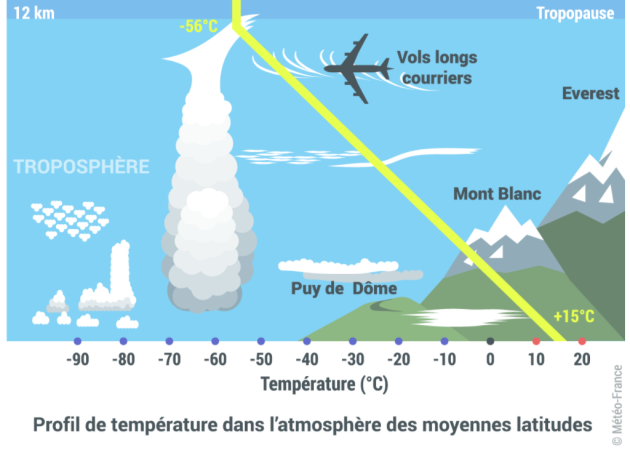 12 km
Tropopause
-56°C
Vols longs
courriers
Everest
TROPOSPHÈRE
Mont Blanc
Puy de Dôme
+15°C
-90 -80 -70 -60 -50 -40 -30 -20 -10 0 10 20
Température (°C)
Profil de température dans l’atmosphère des moyennes latitudes
© Météo-France